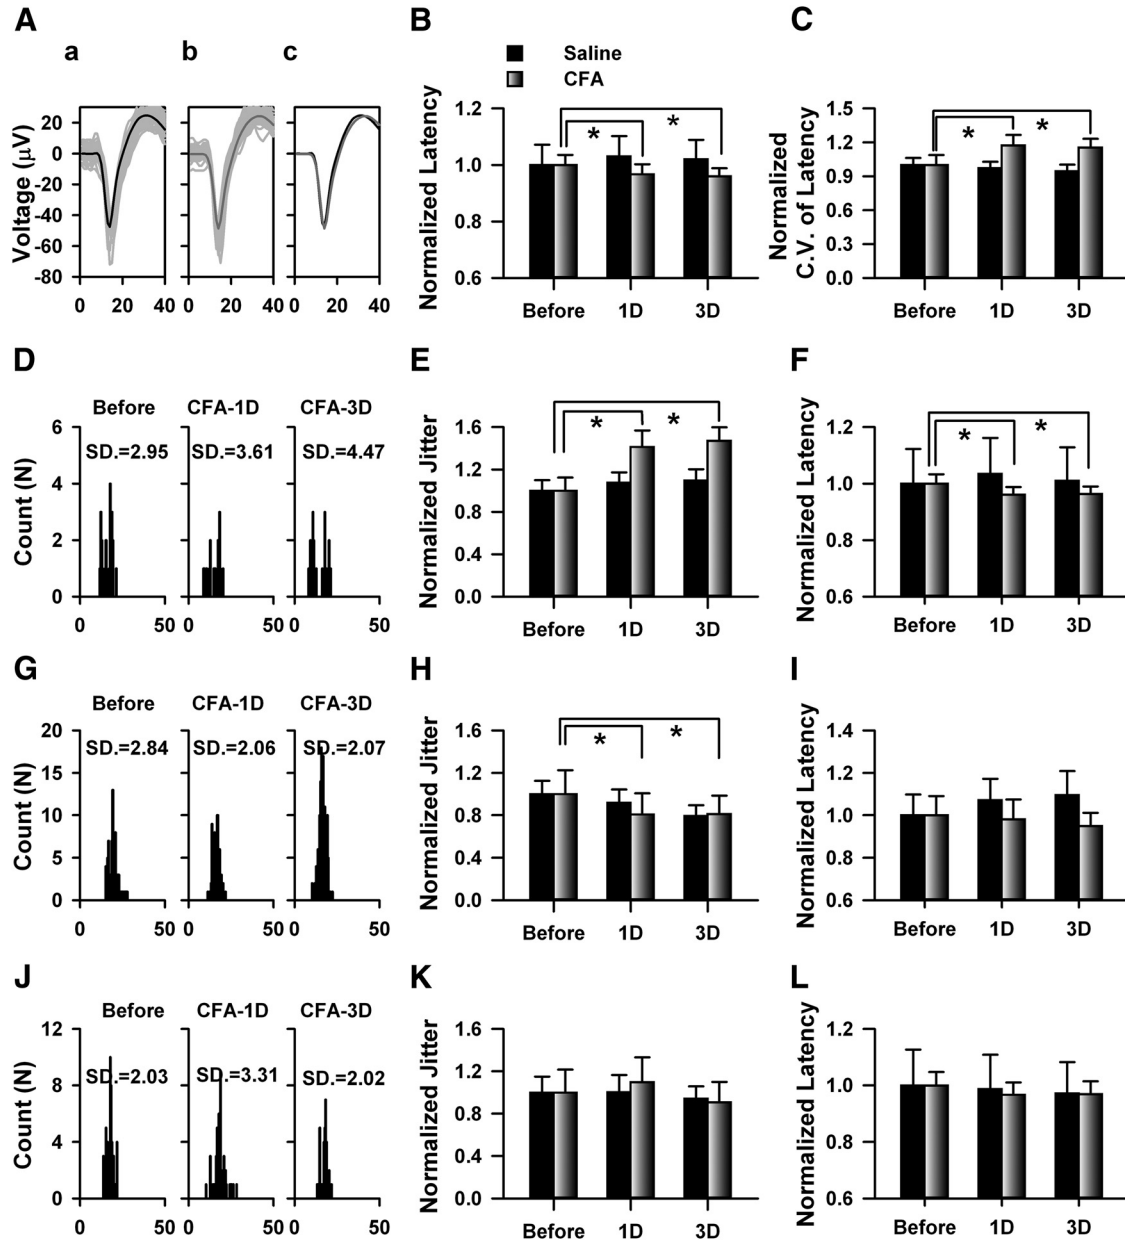 A
a
b
c
Voltage (μV)
20
0
-20
-40
-60
-80
0 20 40 0 20 40 0 20 40
B
Saline
CFA
Normalized Latency
1.2
*
*
1.0
0.8
0.6
Before 1D 3D
C
Normalized
C.V. of Latency
1.5
*
*
1.2
0.9
0.6
0.3
0.0
Before 1D 3D
D
Before CFA-1D CFA-3D
Count (N)
6
SD.=2.95 SD.=3.61 SD.=4.47
4
2
0
0 50 0 50 0 50
E
Normalized Jitter
1.6
*
*
1.2
0.8
0.4
0.0
Before 1D 3D
F
Normalized Latency
1.2
*
*
1.0
0.8
0.6
Before 1D 3D
G
Before CFA-1D CFA-3D
Count (N)
20
SD.=2.84 SD.=2.06 SD.=2.07
15
10
5
0
0 50 0 50 0 50
H
Normalized Jitter
1.6
*
*
1.2
0.8
0.4
0.0
Before 1D 3D
I
Normalized Latency
1.4
1.2
1.0
0.8
0.6
Before 1D 3D
J
Before CFA-1D CFA-3D
Count (N)
12
SD.=2.03 SD.=3.31 SD.=2.02
8
4
0
0 50 0 50 0 50
K
Normalized Jitter
1.6
1.2
0.8
0.4
0.0
Before 1D 3D
L
Normalized Latency
1.2
1.0
0.8
0.6
Before 1D 3D